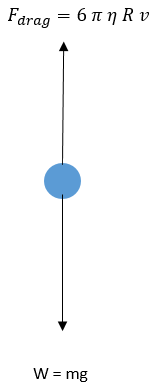 F_drag = 6 π η R v
W = mg